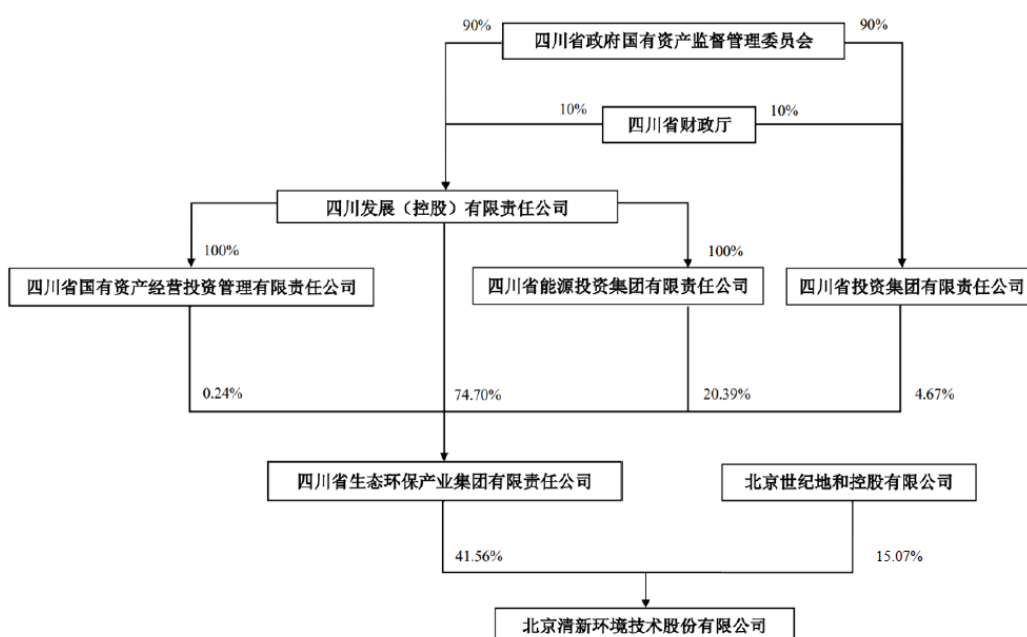 90%
四川省政府国有资产监督管理委员会
90%
10%
四川省财政厅
10%
四川发展（控股）有限责任公司
100%
100%
四川省国有资产经营投资管理有限责任公司
四川省能源投资集团有限责任公司
四川省投资集团有限责任公司
0.24%
74.70%
20.39%
4.67%
四川省生态环保产业集团有限责任公司
北京世纪地和控股有限公司
41.56%
15.07%
北京清新环境技术股份有限公司